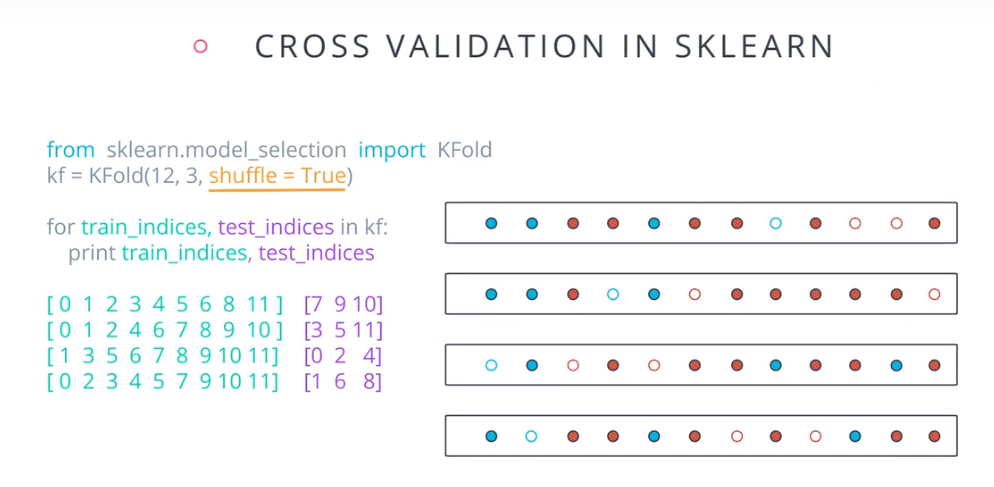 CROSS VALIDATION IN SKLEARN
from sklearn.model_selection import KFold
kf = KFold(12, 3, shuffle = True)
for train_indices, test_indices in kf:
print train_indices, test_indices
[ 0 1 2 3 4 5 6 8 11 ] [7 9 10]
[ 0 1 2 4 6 7 8 9 10 ] [3 5 11]
[ 1 3 5 6 7 8 9 10 11] [0 2 4]
[ 0 2 3 4 5 7 9 10 11] [1 6 8]